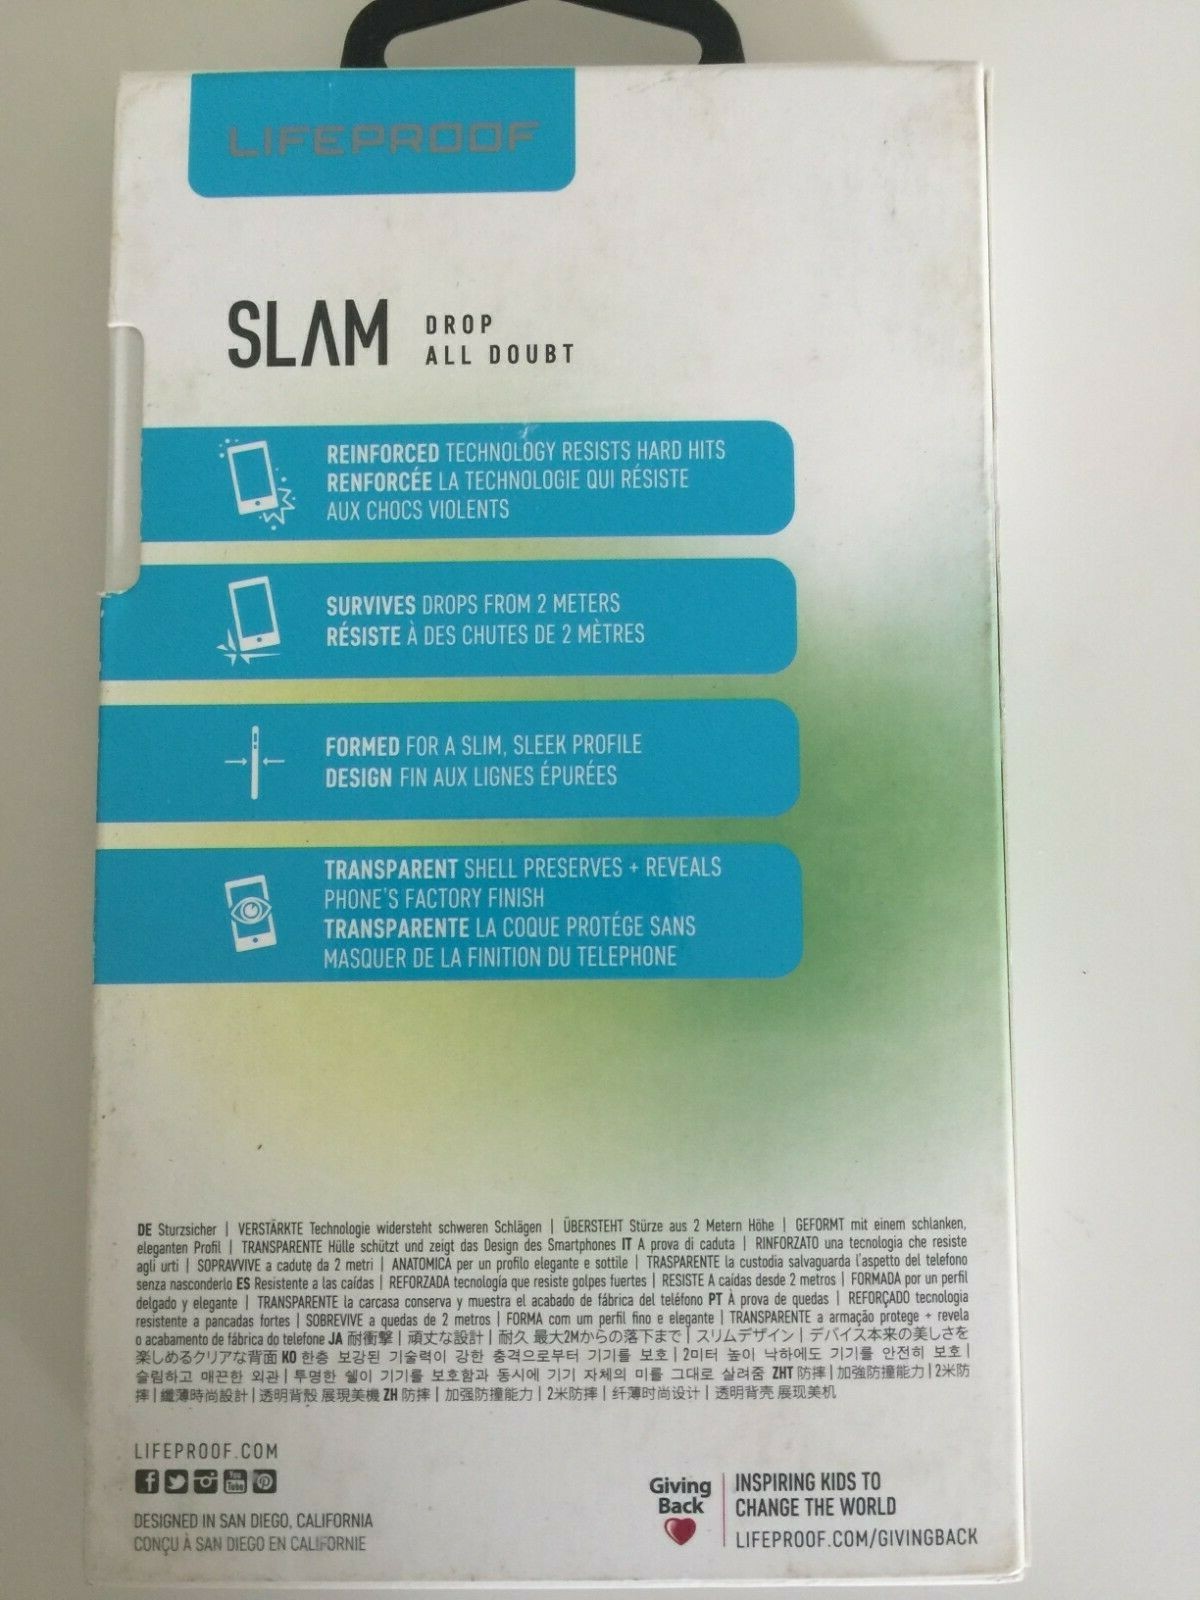 LIFEPROOF
SLAM
DROP
ALL DOUBT
REINFORCED TECHNOLOGY RESISTS HARD HITS
RENFORCÉE LA TECHNOLOGIE QUI RÉSISTE
AUX CHOCS VIOLENTS
SURVIVES DROPS FROM 2 METERS
RÉSISTE À DES CHUTES DE 2 MÈTRES
FORMED FOR A SLIM, SLEEK PROFILE
DESIGN FIN AUX LIGNES ÉPURÉES
TRANSPARENT SHELL PRESERVES + REVEALS
PHONE'S FACTORY FINISH
TRANSPARENTE LA COQUE PROTÉGE SANS
MASQUER DE LA FINITION DU TELEPHONE
DE Sturzsicher | VERSTÄRKTE Technologie widersteht schweren Schlägen | ÜBERSTEHT Stürze aus 2 Metern Höhe | GEFORMT mit einem schlanken,
eleganten Profil | TRANSPARENTE Hülle schützt und zeigt das Design des Smartphones IT A prova di caduta | RINFORZATO una tecnologia che resiste
agli urti | SOPRAVVIVE a cadute da 2 metri | ANATOMICA per un profilo elegante e sottile | TRASPARENTE la custodia salvaguarda l'aspetto del telefono
senza nasconderlo ES Resistente a las caídas | REFORZADA tecnología que resiste golpes fuertes | RESISTE A caídas desde 2 metros | FORMADA por un perfil
delgado y elegante | TRANSPARENTE la carcasa conserva y muestra el acabado de fábrica del teléfono PT À prova de quedas | REFORÇADO tecnologia
resistente a pancadas fortes | SOBREVIVE a quedas de 2 metros | FORMA com um perfil fino e elegante | TRANSPARENTE a armação protege + revela
o acabamento de fábrica do telefone JA 耐衝撃 | 頑丈な設計 | 耐久 最大2Mからの落下まで | スリムデザイン | デバイス本来の美しさを
楽しめるクリアな背面 KO 한층 보강된 기술력이 강한 충격으로부터 기기를 보호 | 2미터 높이 낙하에도 기기를 안전히 보호 |
슬림하고 매끈한 외관 | 투명한 쉘이 기기를 보호함과 동시에 기기 자체의 미를 그대로 살려줌 ZHT 防摔 | 加強防撞能力 | 2米防
摔 | 纖薄時尚設計 | 透明背殼 展現美機 ZH 防摔 | 加强防撞能力 | 2米防摔 | 纤薄时尚设计 | 透明背壳 展现美机
LIFEPROOF.COM
You Tube
DESIGNED IN SAN DIEGO, CALIFORNIA
CONÇU À SAN DIEGO EN CALIFORNIE
Giving
Back
INSPIRING KIDS TO
CHANGE THE WORLD
LIFEPROOF.COM/GIVINGBACK